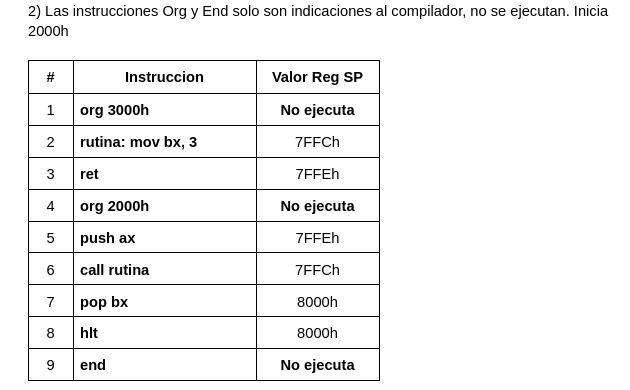 2) Las instrucciones Org y End solo son indicaciones al compilador, no se ejecutan. Inicia
2000h
# Instruccion Valor Reg SP
1 org 3000h No ejecuta
2 rutina: mov bx, 3 7FFCh
3 ret 7FFEh
4 org 2000h No ejecuta
5 push ax 7FFEh
6 call rutina 7FFCh
7 pop bx 8000h
8 hlt 8000h
9 end No ejecuta